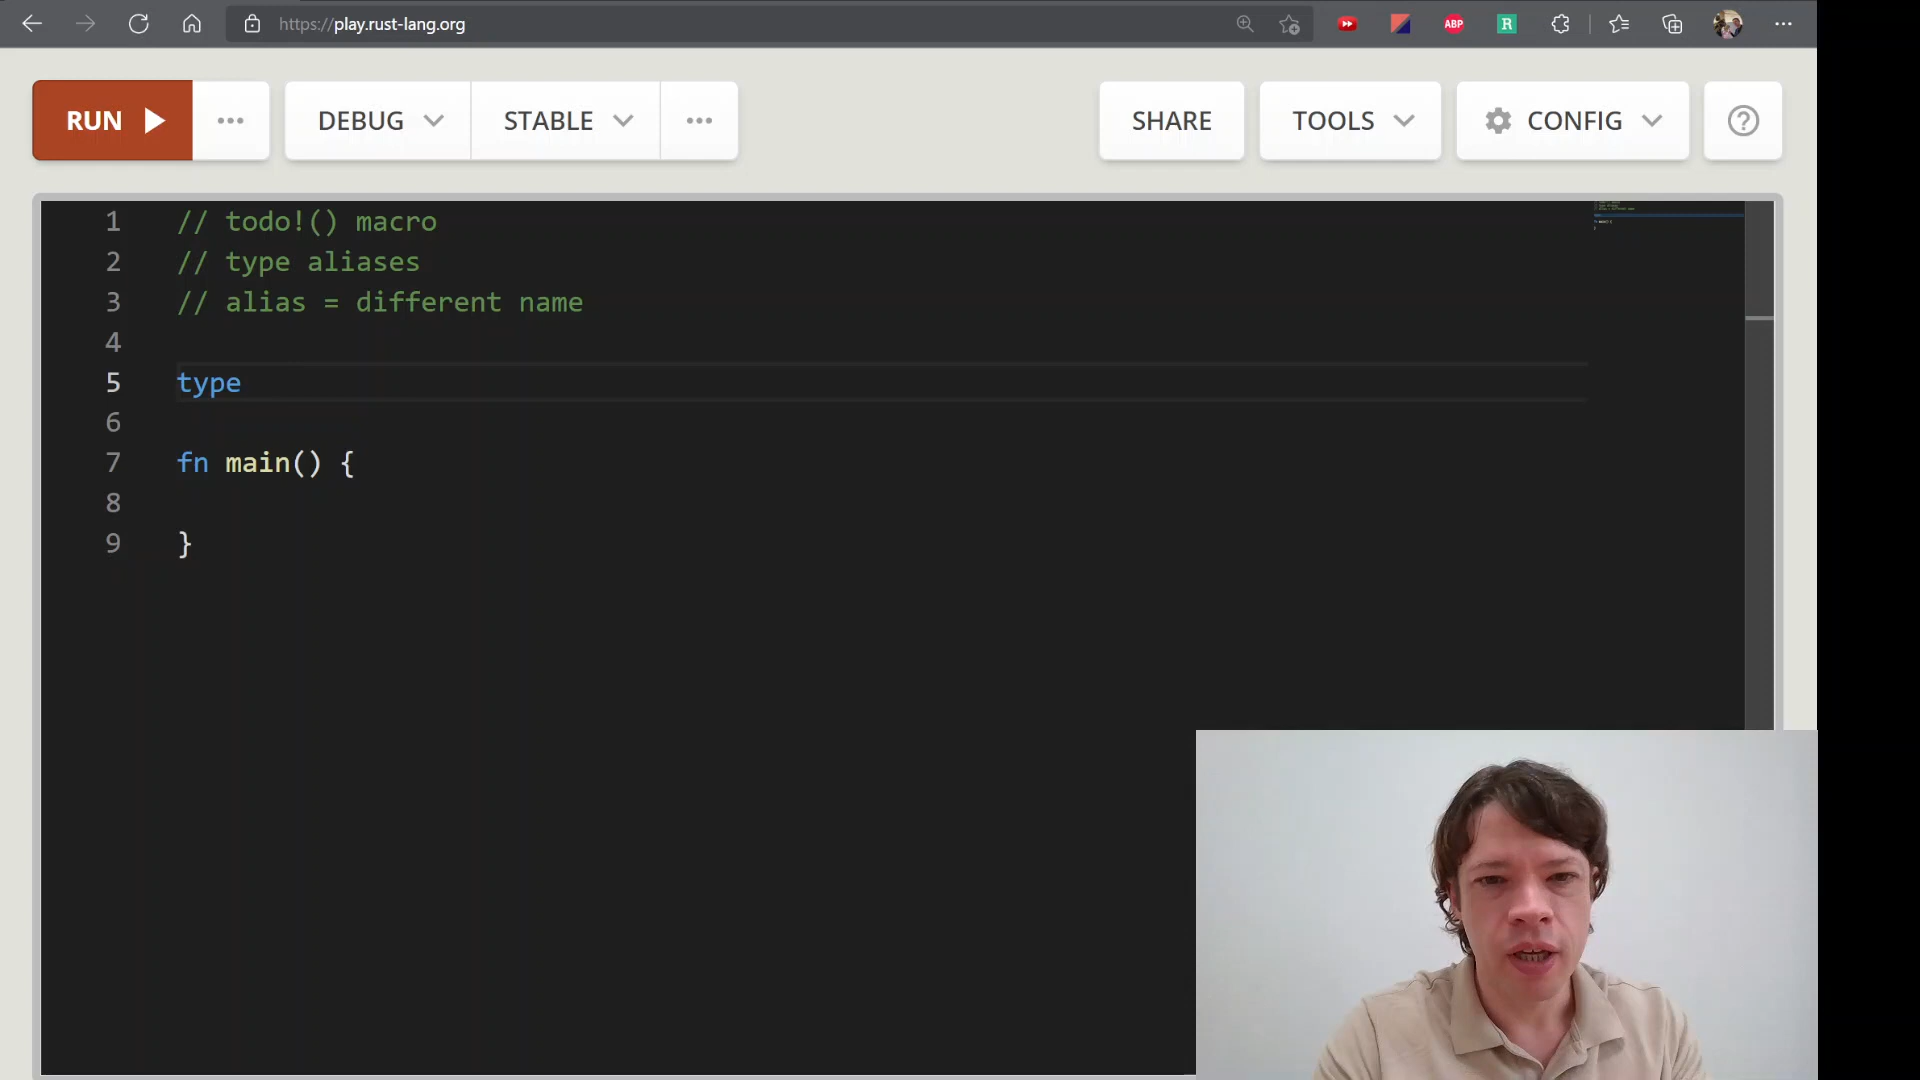 https://play.rust-lang.org
ABP
R
RUN
DEBUG
STABLE
SHARE
TOOLS
CONFIG
1 // todo!() macro
2 // type aliases
3 // alias = different name
4
5 type
6
7 fn main() {
8
9 }